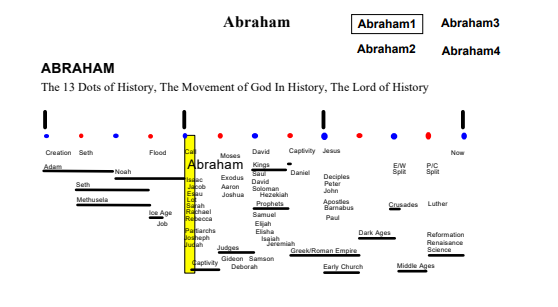 Abraham
Abraham1 Abraham3
Abraham2 Abraham4
ABRAHAM
The 13 Dots of History, The Movement of God In History, The Lord of History
Creation Seth Flood Call Moses David Captivity Jesus E/W Split P/C Split Now
Adam
Noah
Seth
Methusela
Ice Age
Job
Abraham
Isaac
Jacob
Esau
Lot
Sarah
Rachael
Rebecca
Partiarchs
Josheph
Judah
Captivity
Exodus
Aaron
Joshua
Judges
Gideon Samson
Deborah
Kings
Saul
David
Soloman
Hezekiah
Prophets
Samuel
Elijah
Elisha
Isaiah
Jeremiah
Daniel
Greek/Roman Empire
Deciples
Peter
John
Apostles
Barnabus
Paul
Early Church
Dark Ages
Crusades
Middle Ages
Luther
Reformation
Renaisance
Science